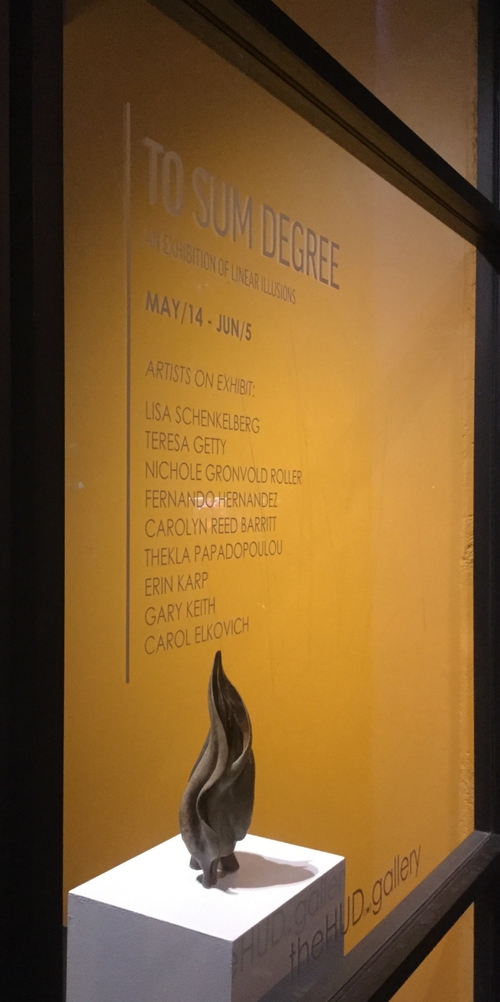 TO SUM DEGREE
AN EXHIBITION OF LINEAR ILLUSIONS
MAY/14 - JUN/5
ARTISTS ON EXHIBIT:
LISA SCHENKELBERG
TERESA GETTY
NICHOLE GRONVOLD ROLLER
FERNANDO HERNANDEZ
CAROLYN REED BARRITT
THEKLA PAPADOPOULOU
ERIN KARP
GARY KEITH
CAROL ELKOVICH
theHUD.gallery